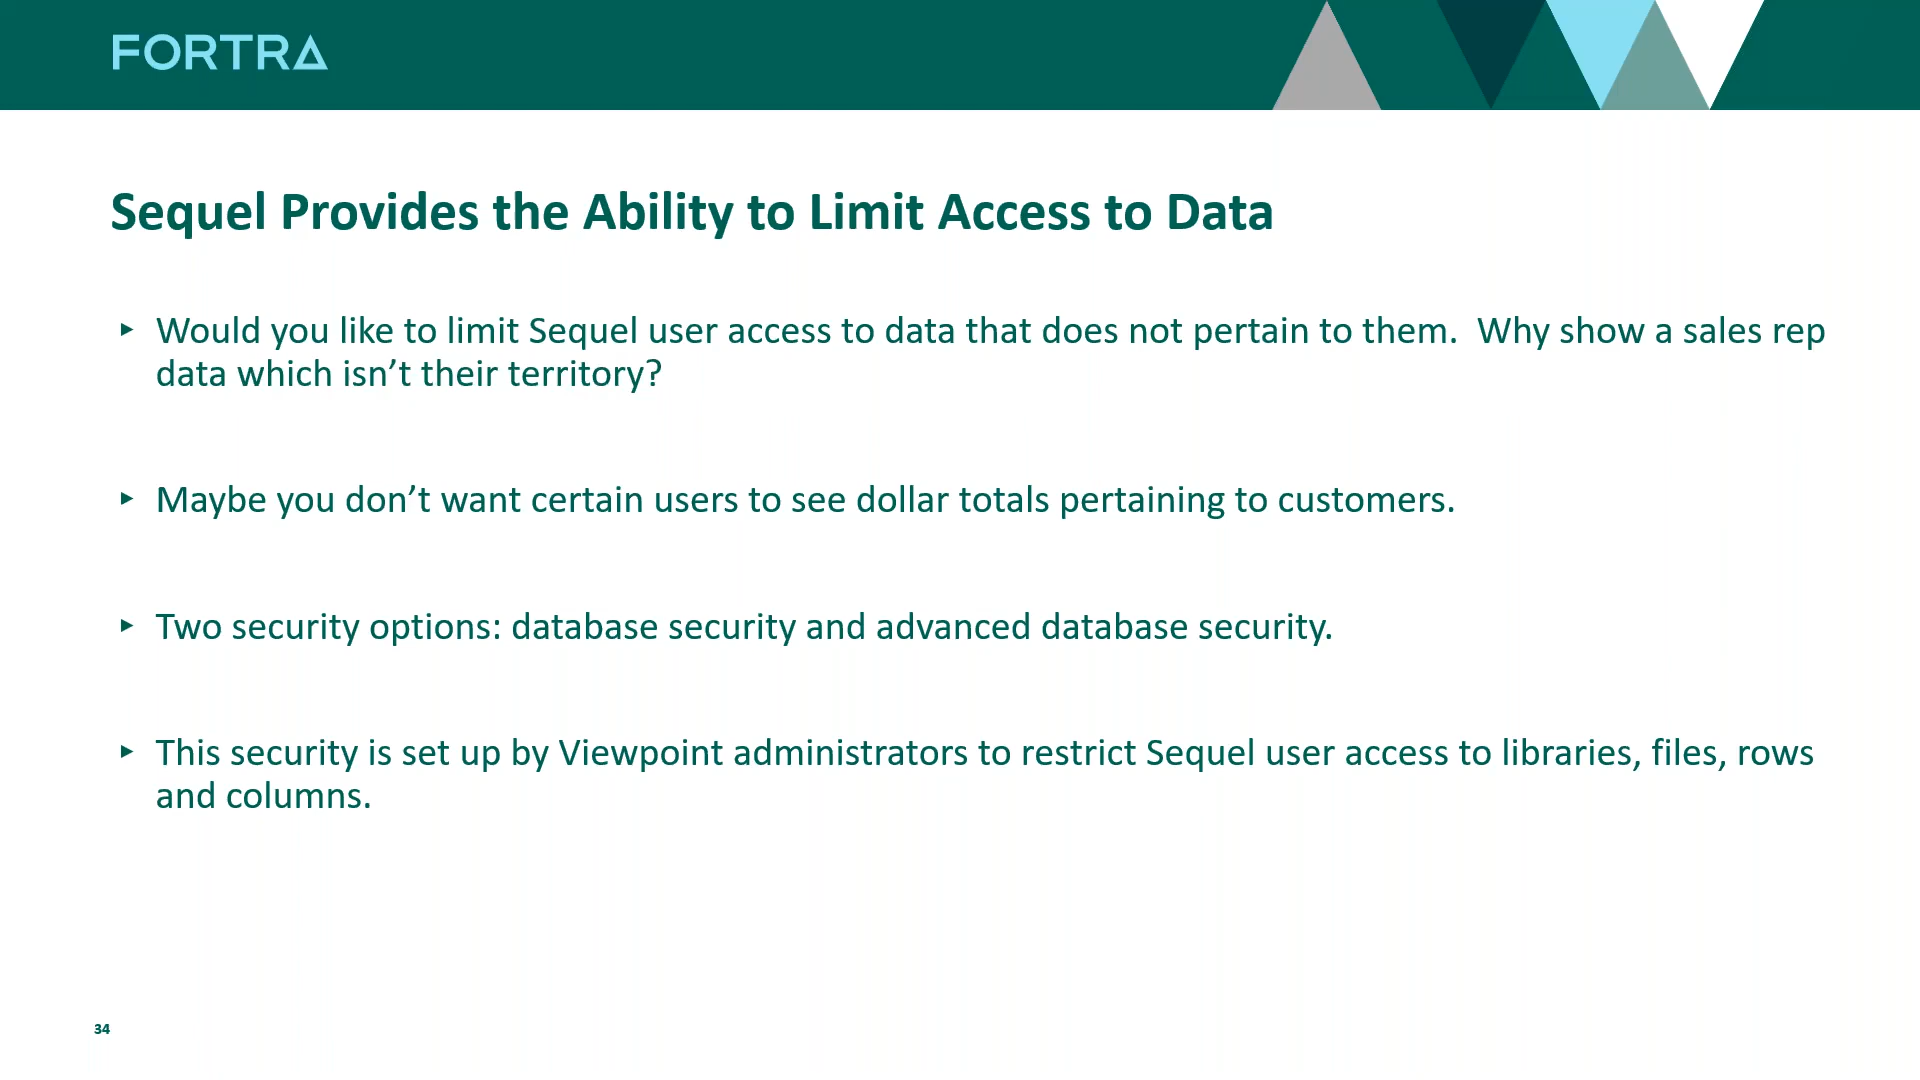 FORTRA
Sequel Provides the Ability to Limit Access to Data
▸ Would you like to limit Sequel user access to data that does not pertain to them.  Why show a sales rep
data which isn’t their territory?
▸ Maybe you don’t want certain users to see dollar totals pertaining to customers.
▸ Two security options: database security and advanced database security.
▸ This security is set up by Viewpoint administrators to restrict Sequel user access to libraries, files, rows
and columns.
34